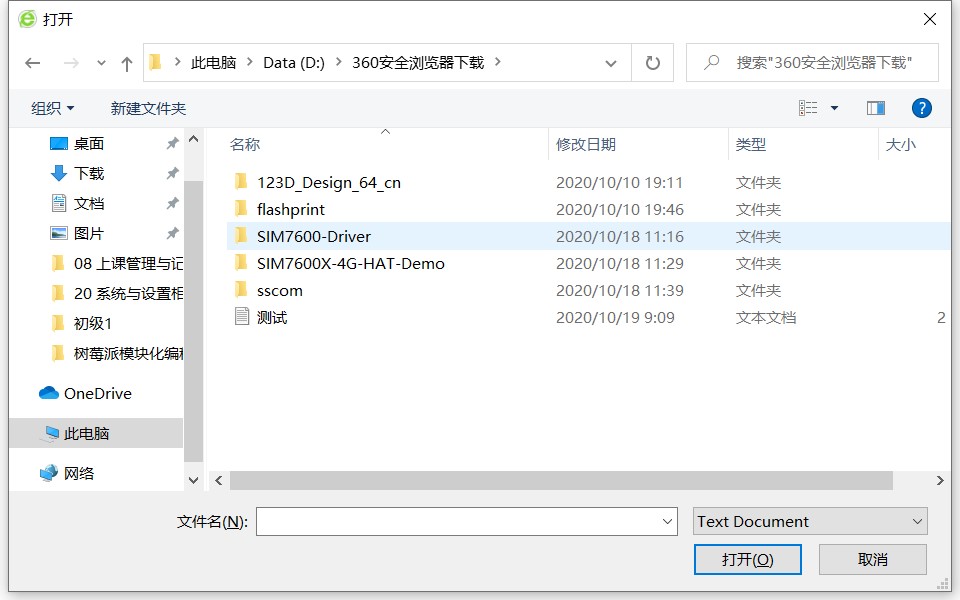 打开
此电脑 Data (D:) 360安全浏览器下载
搜索"360安全浏览器下载"
组织 新建文件夹
桌面
下载
文档
图片
08 上课管理与记
20 系统与设置相
初级1
树莓派模块化编程
OneDrive
此电脑
网络
名称 修改日期 类型 大小
123D_Design_64_cn 2020/10/10 19:11 文件夹
flashprint 2020/10/10 19:46 文件夹
SIM7600-Driver 2020/10/18 11:16 文件夹
SIM7600X-4G-HAT-Demo 2020/10/18 11:29 文件夹
sscom 2020/10/18 11:39 文件夹
测试 2020/10/19 9:09 文本文档 2
文件名(N):
Text Document
打开(O) 取消